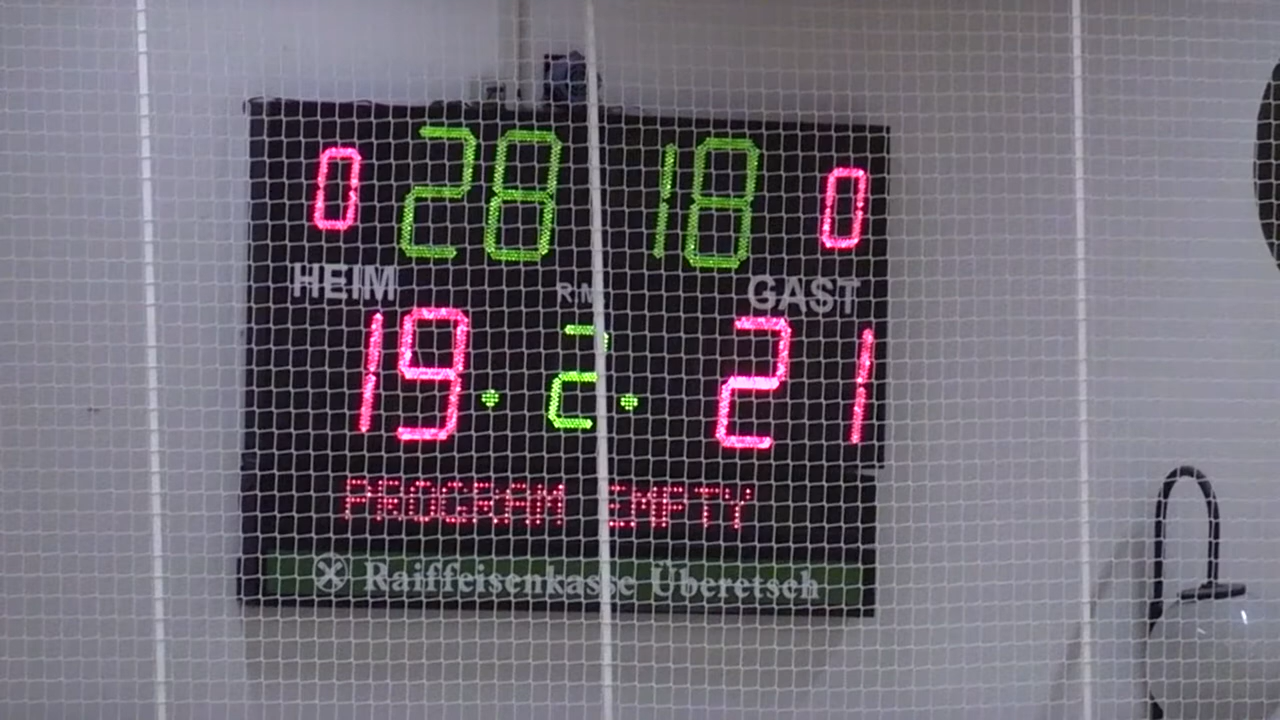 0 28 18 0
HEIM R.M. GAST
19 . 2 . 21
PROGRAM EMPTY
Raiffeisenkasse Überetsch